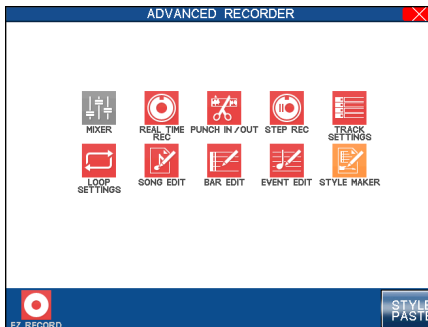 ADVANCED RECORDER
MIXER
REAL TIME
REC
PUNCH IN/OUT
STEP REC
TRACK
SETTINGS
LOOP
SETTINGS
SONG EDIT
BAR EDIT
EVENT EDIT
STYLE MAKER
EZ RECORD
STYLE
PASTE